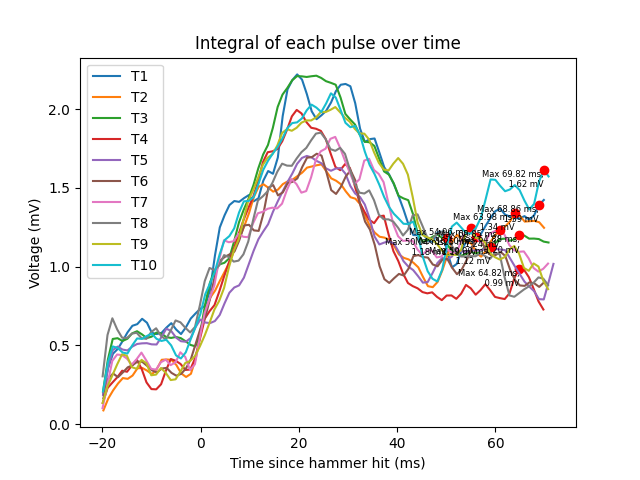 Integral of each pulse over time
T1
T2
T3
T4
T5
T6
T7
T8
T9
T10
2.0
1.5
1.0
0.5
0.0
Voltage (mV)
Max 69.82 ms,
1.62 mV
Max 68.86 ms,
Max 63.98 ms,
1.34 mV
Max 64.82 ms,
0.99 mV
1.12 mV
−20
0
20
40
60
Time since hammer hit (ms)